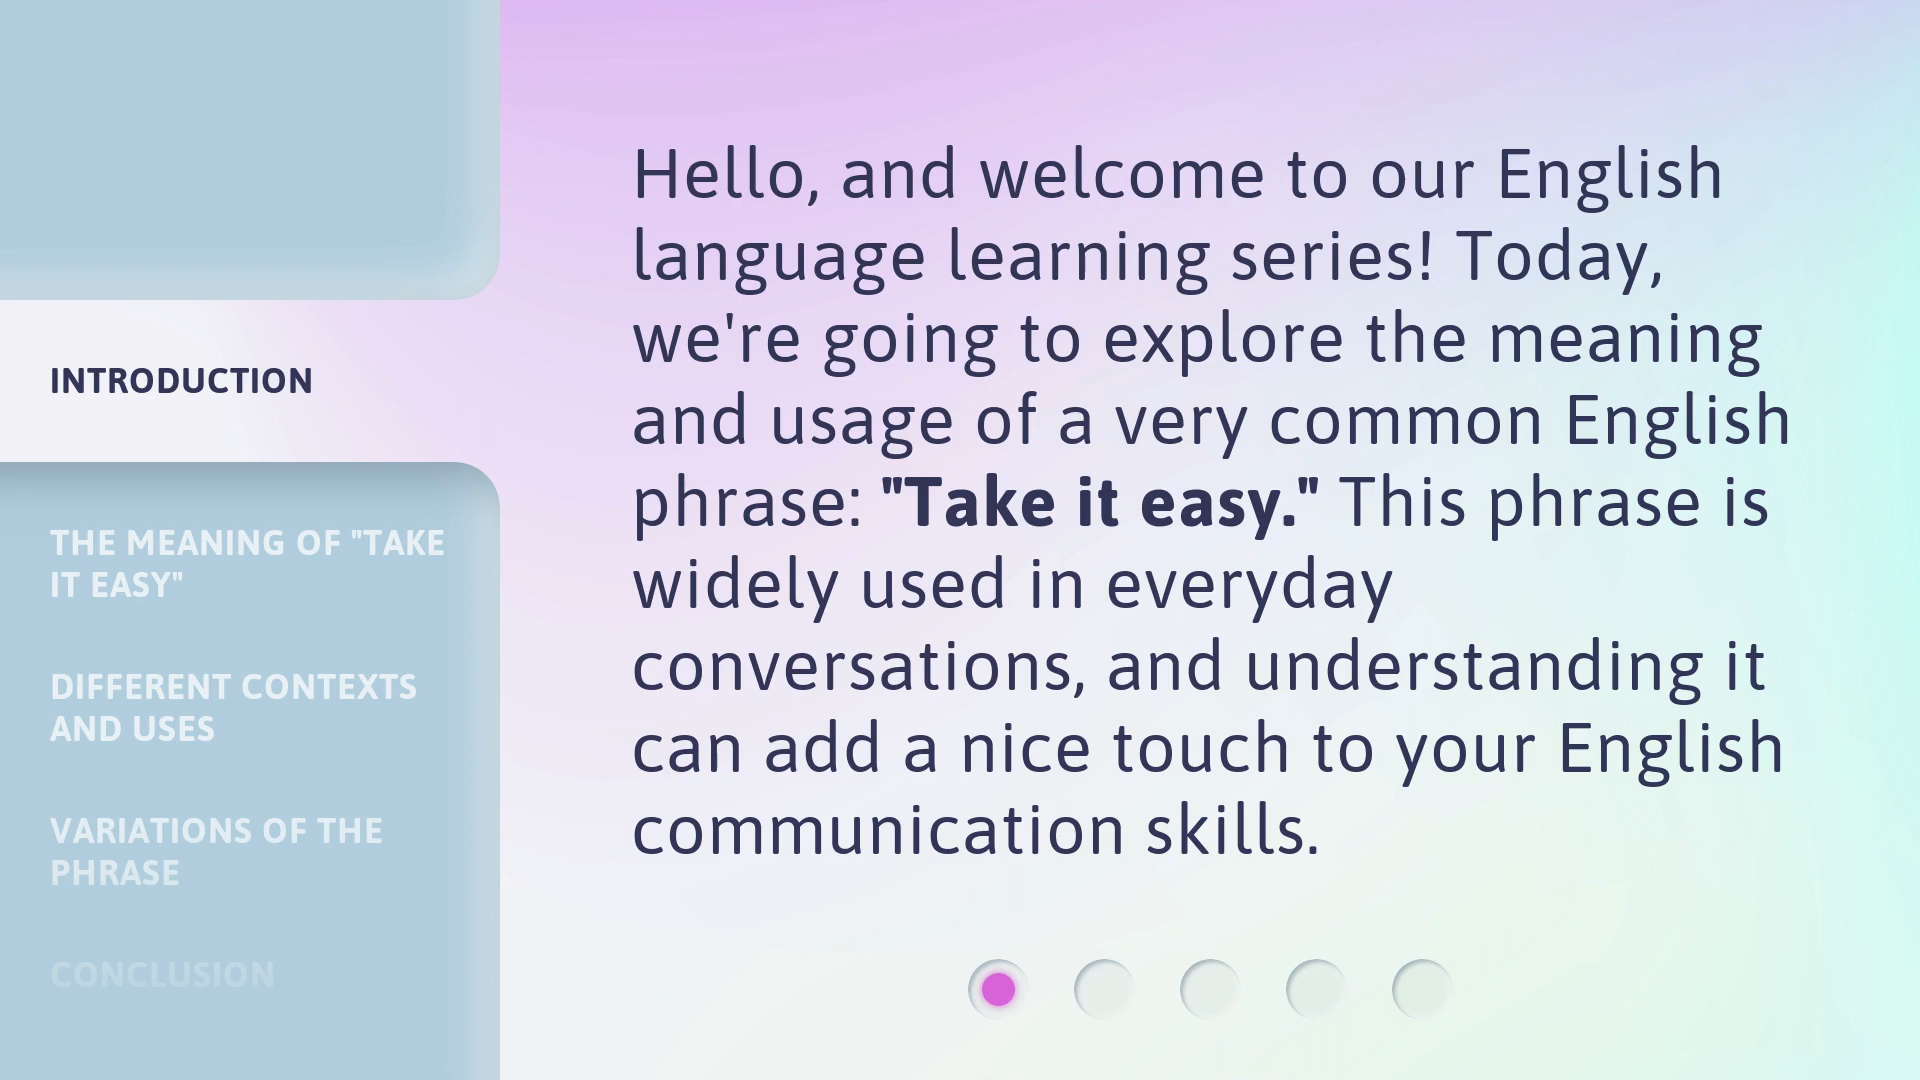 INTRODUCTION
THE MEANING OF "TAKE
IT EASY"
DIFFERENT CONTEXTS
AND USES
VARIATIONS OF THE
PHRASE
CONCLUSION
Hello, and welcome to our English
language learning series! Today,
we're going to explore the meaning
and usage of a very common English
phrase: "Take it easy." This phrase is
widely used in everyday
conversations, and understanding it
can add a nice touch to your English
communication skills.